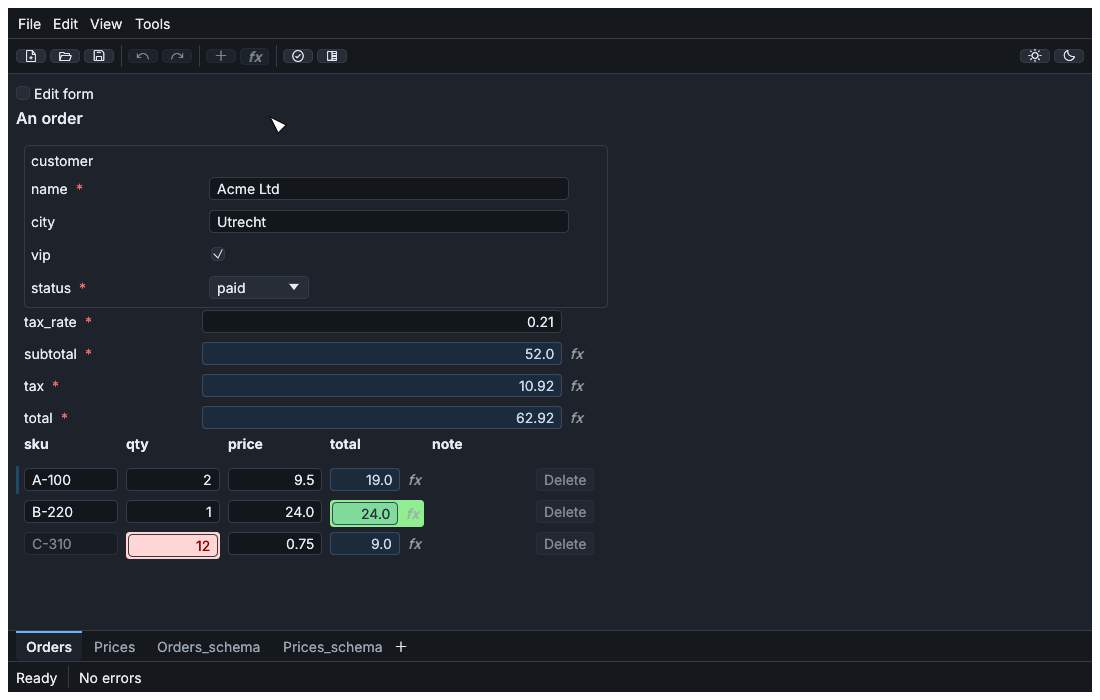 File Edit View Tools
fx
Edit form
An order
customer
name * Acme Ltd
city Utrecht
vip
status * paid
tax_rate * 0.21
subtotal * 52.0 fx
tax * 10.92 fx
total * 62.92 fx
sku qty price total note
A-100 2 9.5 19.0 fx Delete
B-220 1 24.0 24.0 fx Delete
C-310 12 0.75 9.0 fx Delete
Orders Prices Orders_schema Prices_schema +
Ready No errors